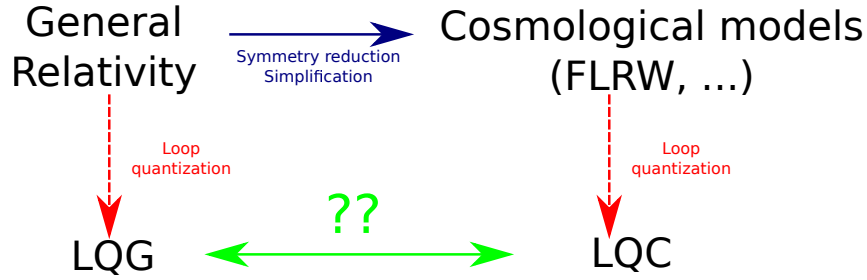 General
Relativity
Symmetry reduction
Simplification
Cosmological models
(FLRW, ...)
Loop
quantization
Loop
quantization
??
LQG
LQC